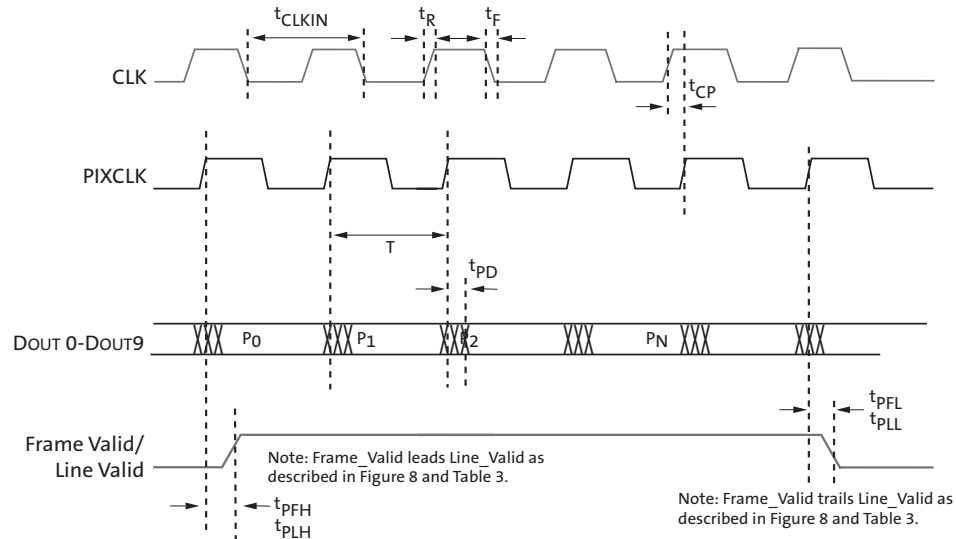 tCLKIN
tR
tF
CLK
tCP
PIXCLK
T
tPD
DOUT 0-DOUT9
P0
P1
P2
PN
tPFL
tPLL
Frame Valid/
Line Valid
Note: Frame_Valid leads Line_Valid as
described in Figure 8 and Table 3.
tPFH
tPLH
Note: Frame_Valid trails Line_Valid as
described in Figure 8 and Table 3.